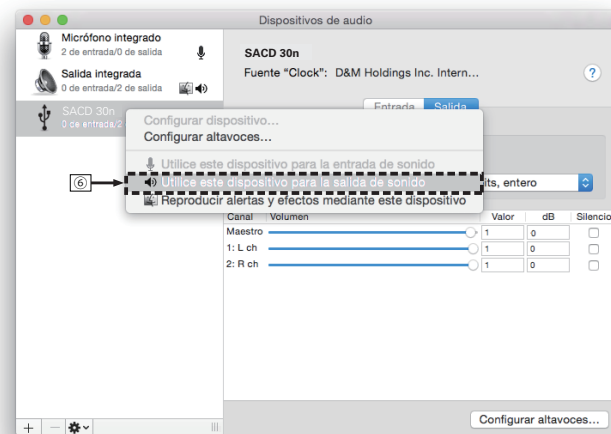 Dispositivos de audio
Micrófono integrado
2 de entrada/0 de salida
Salida integrada
0 de entrada/2 de salida
SACD 30n
0 de entrada/2
SACD 30n
Fuente “Clock”: D&M Holdings Inc. Intern...
?
Entrada Salida
Configurar dispositivo...
Configurar altavoces...
Utilice este dispositivo para la entrada de sonido
6 Utilice este dispositivo para la salida de sonido
its, entero
Reproducir alertas y efectos mediante este dispositivo
Canal Volumen Valor dB Silencio
Maestro 1 0
1: L ch 1 0
2: R ch 1 0
+ −
Configurar altavoces...